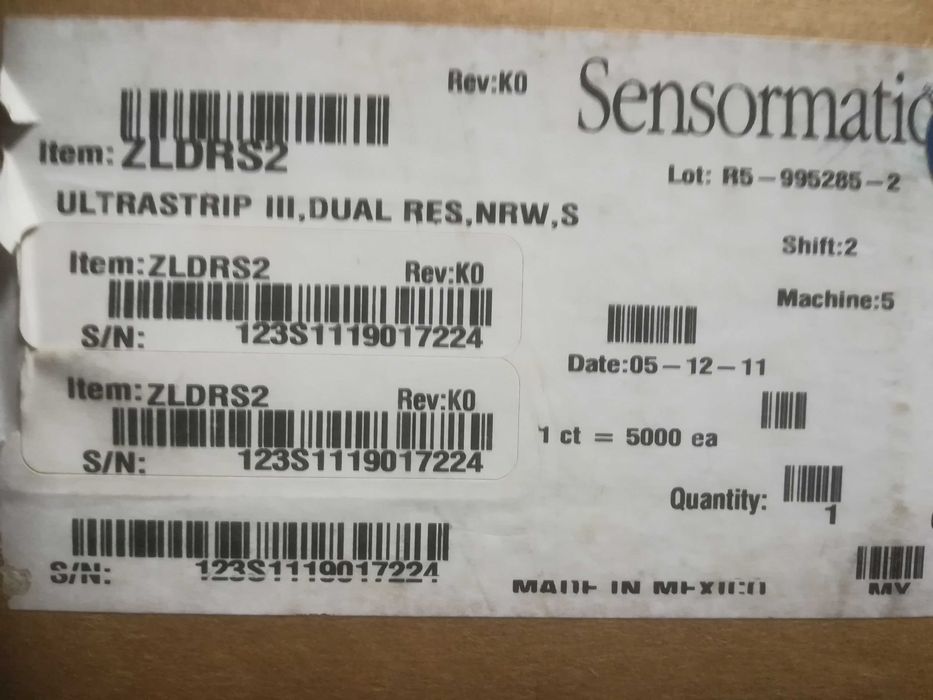 Rev:K0
Sensormatic
Item: ZLDRS2
Lot: R5-995285-2
ULTRASTRIP III,DUAL RES,NRW,S
Shift:2
Item:ZLDRS2 Rev:K0
Machine:5
S/N: 123S1119017224
Date:05-12-11
Item:ZLDRS2 Rev:K0
1 ct = 5000 ea
S/N: 123S1119017224
Quantity: 1
S/N: 123S1119017224
MADE IN MEXICO